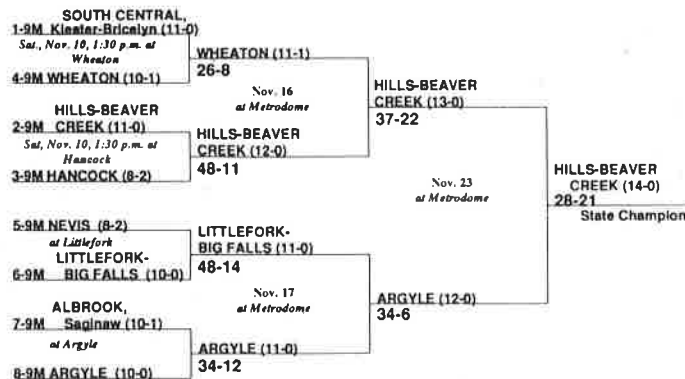 SOUTH CENTRAL,
1-9M Kiester-Bricelyn (11-0)
Sat., Nov. 10, 1:30 p.m. at
Wheaton
4-9M WHEATON (10-1)
WHEATON (11-1)
26-8
HILLS-BEAVER
2-9M CREEK (11-0)
Sat, Nov. 10, 1:30 p.m. at
Hancock
3-9M HANCOCK (8-2)
HILLS-BEAVER
CREEK (12-0)
48-11
Nov. 16
at Metrodome
HILLS-BEAVER
CREEK (13-0)
37-22
5-9M NEVIS (8-2)
at Littlefork
LITTLEFORK-
6-9M BIG FALLS (10-0)
LITTLEFORK-
BIG FALLS (11-0)
48-14
ALBROOK,
7-9M Saginaw (10-1)
at Argyle
8-9M ARGYLE (10-0)
ARGYLE (11-0)
34-12
Nov. 17
at Metrodome
ARGYLE (12-0)
34-6
Nov. 23
at Metrodome
HILLS-BEAVER
CREEK (14-0)
28-21
State Champion